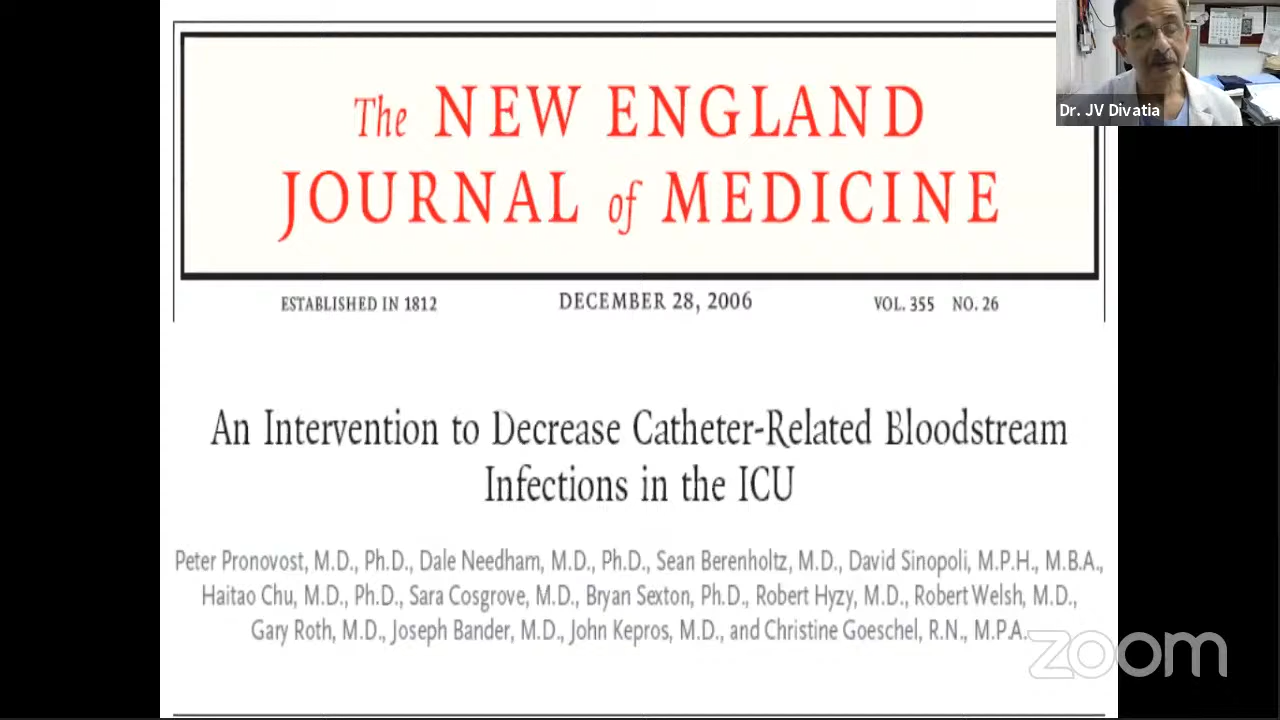 The NEW ENGLAND
JOURNAL of MEDICINE
ESTABLISHED IN 1812
DECEMBER 28, 2006
VOL. 355 NO. 26
An Intervention to Decrease Catheter-Related Bloodstream
Infections in the ICU
Peter Pronovost, M.D., Ph.D., Dale Needham, M.D., Ph.D., Sean Berenholtz, M.D., David Sinopoli, M.P.H., M.B.A.,
Haitao Chu, M.D., Ph.D., Sara Cosgrove, M.D., Bryan Sexton, Ph.D., Robert Hyzy, M.D., Robert Welsh, M.D.,
Gary Roth, M.D., Joseph Bander, M.D., John Kepros, M.D., and Christine Goeschel, R.N., M.P.A.
Dr. JV Divatia
zoom